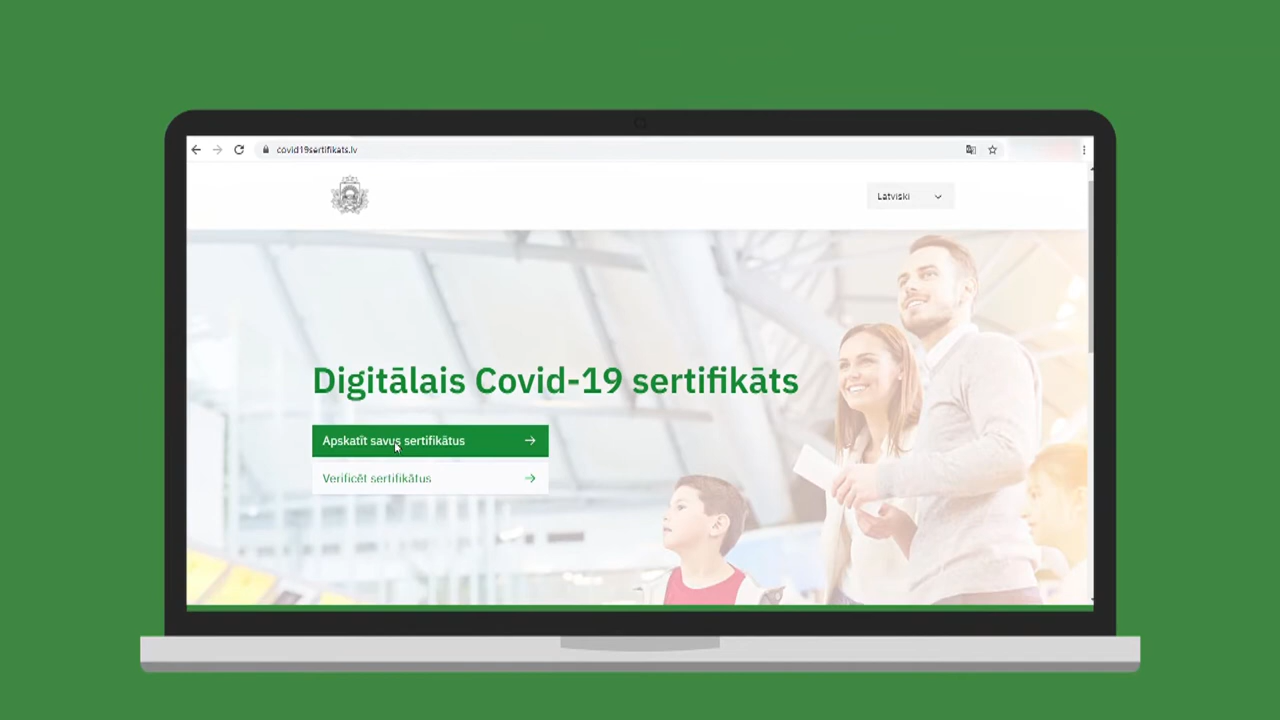 covid19sertifikats.lv
Latviski
Digitālais Covid-19 sertifikāts
Apskatīt savus sertifikātus
Verificēt sertifikātus